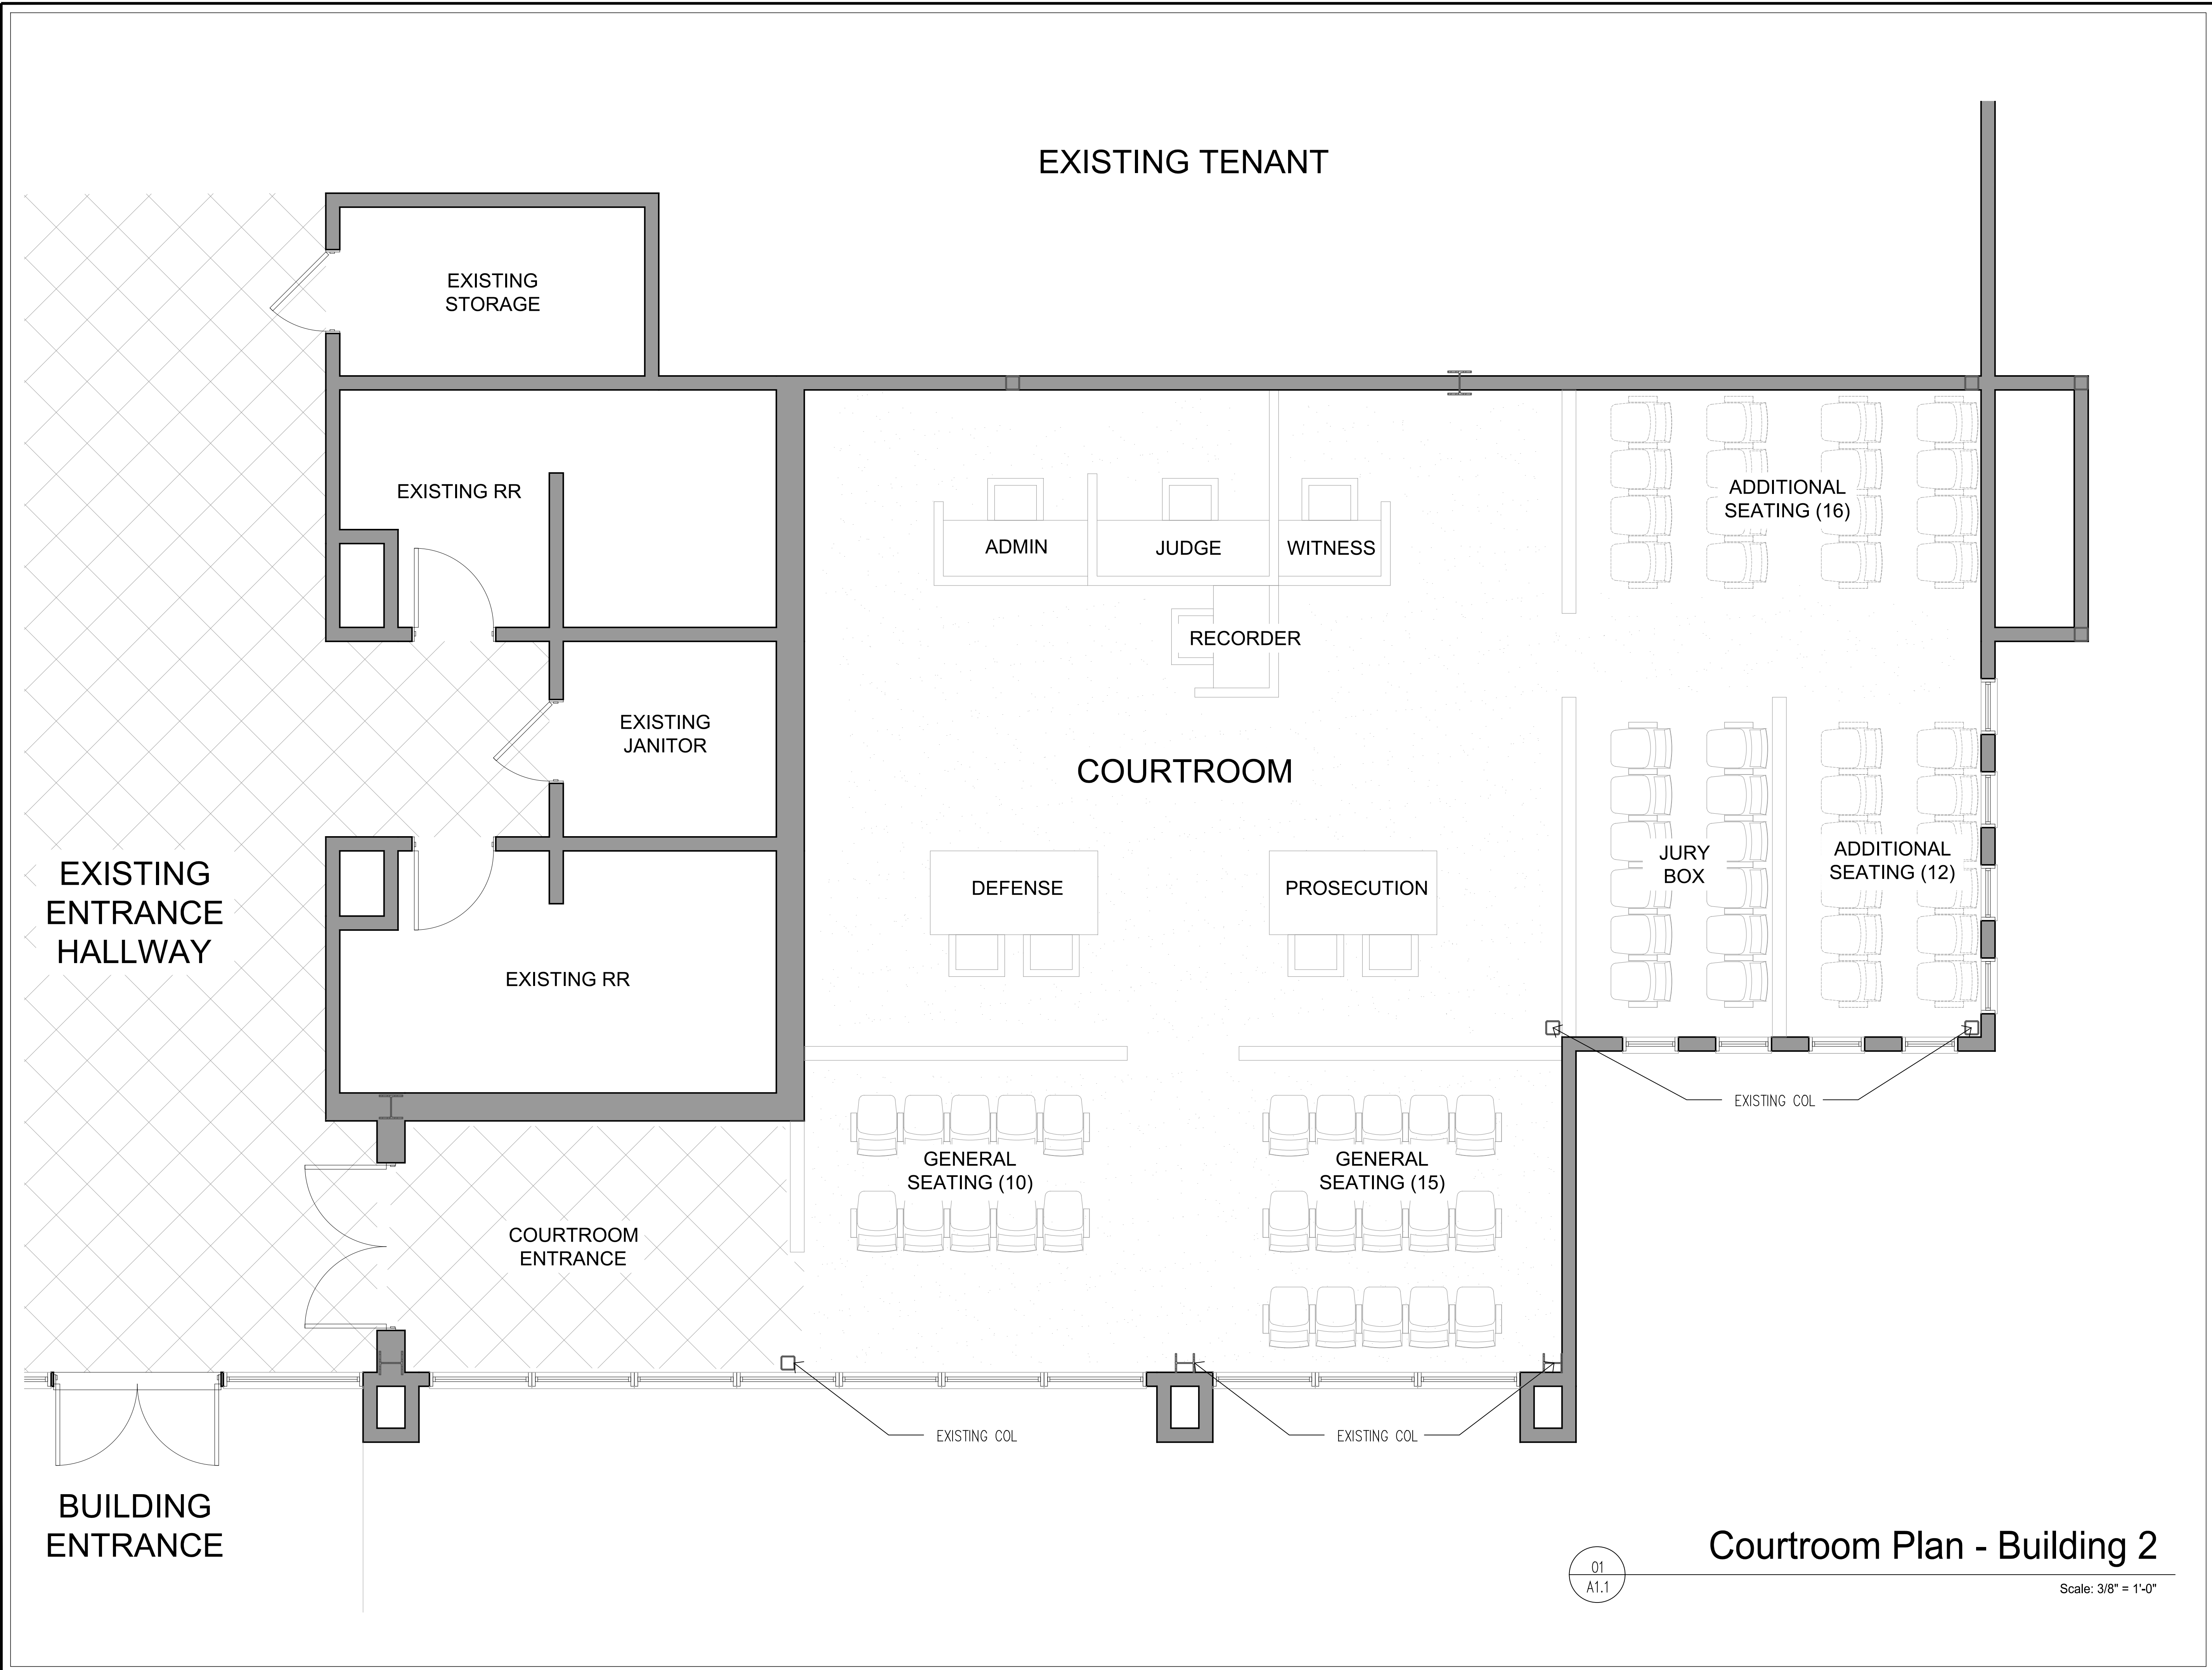 EXISTING TENANT
EXISTING
STORAGE
EXISTING RR
ADDITIONAL
SEATING (16)
ADMIN
JUDGE
WITNESS
RECORDER
EXISTING
JANITOR
COURTROOM
EXISTING
ENTRANCE
HALLWAY
DEFENSE
PROSECUTION
JURY
BOX
ADDITIONAL
SEATING (12)
EXISTING RR
EXISTING COL
GENERAL
SEATING (10)
GENERAL
SEATING (15)
COURTROOM
ENTRANCE
EXISTING COL
EXISTING COL
BUILDING
ENTRANCE
01
A1.1
Courtroom Plan - Building 2
Scale: 3/8" = 1'-0"